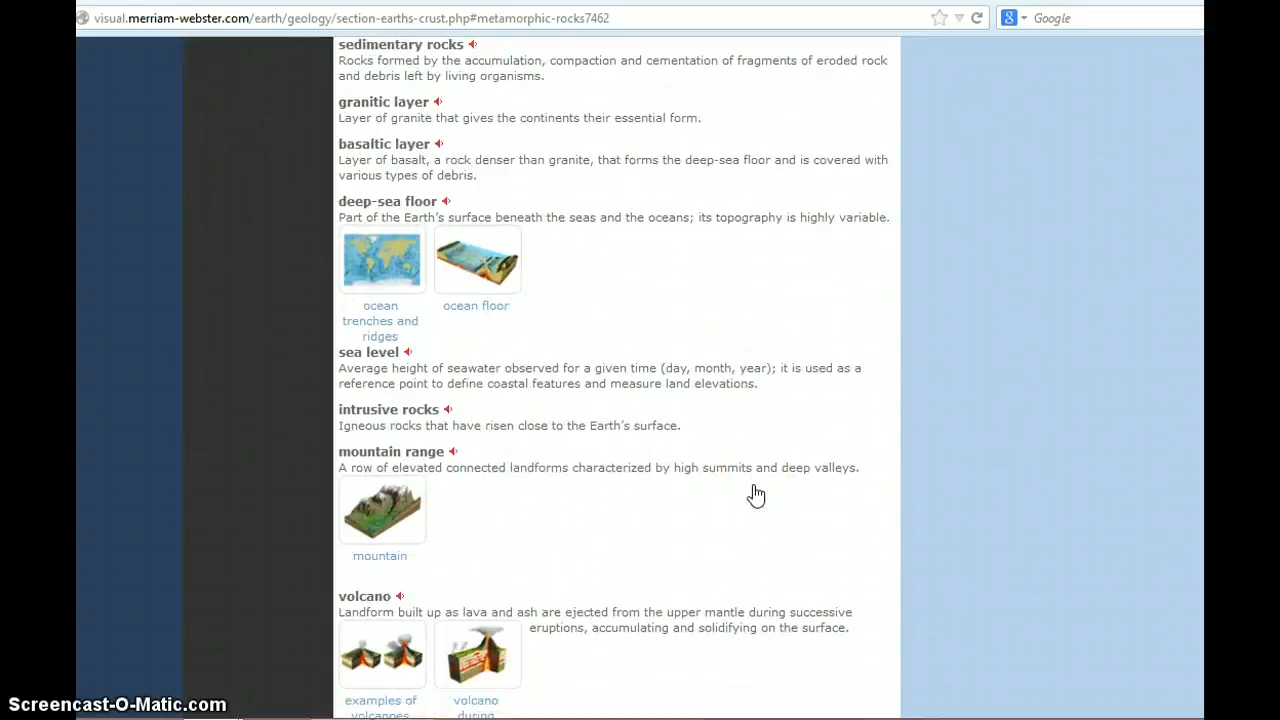 visual.merriam-webster.com/earth/geology/section-earths-crust.php#metamorphic-rocks7462
Google
sedimentary rocks
Rocks formed by the accumulation, compaction and cementation of fragments of eroded rock
and debris left by living organisms.
granitic layer
Layer of granite that gives the continents their essential form.
basaltic layer
Layer of basalt, a rock denser than granite, that forms the deep-sea floor and is covered with
various types of debris.
deep-sea floor
Part of the Earth's surface beneath the seas and the oceans; its topography is highly variable.
ocean
trenches and
ridges
ocean floor
sea level
Average height of seawater observed for a given time (day, month, year); it is used as a
reference point to define coastal features and measure land elevations.
intrusive rocks
Igneous rocks that have risen close to the Earth's surface.
mountain range
A row of elevated connected landforms characterized by high summits and deep valleys.
mountain
volcano
Landform built up as lava and ash are ejected from the upper mantle during successive
eruptions, accumulating and solidifying on the surface.
examples of
volcanoes
volcano
during
Screencast-O-Matic.com